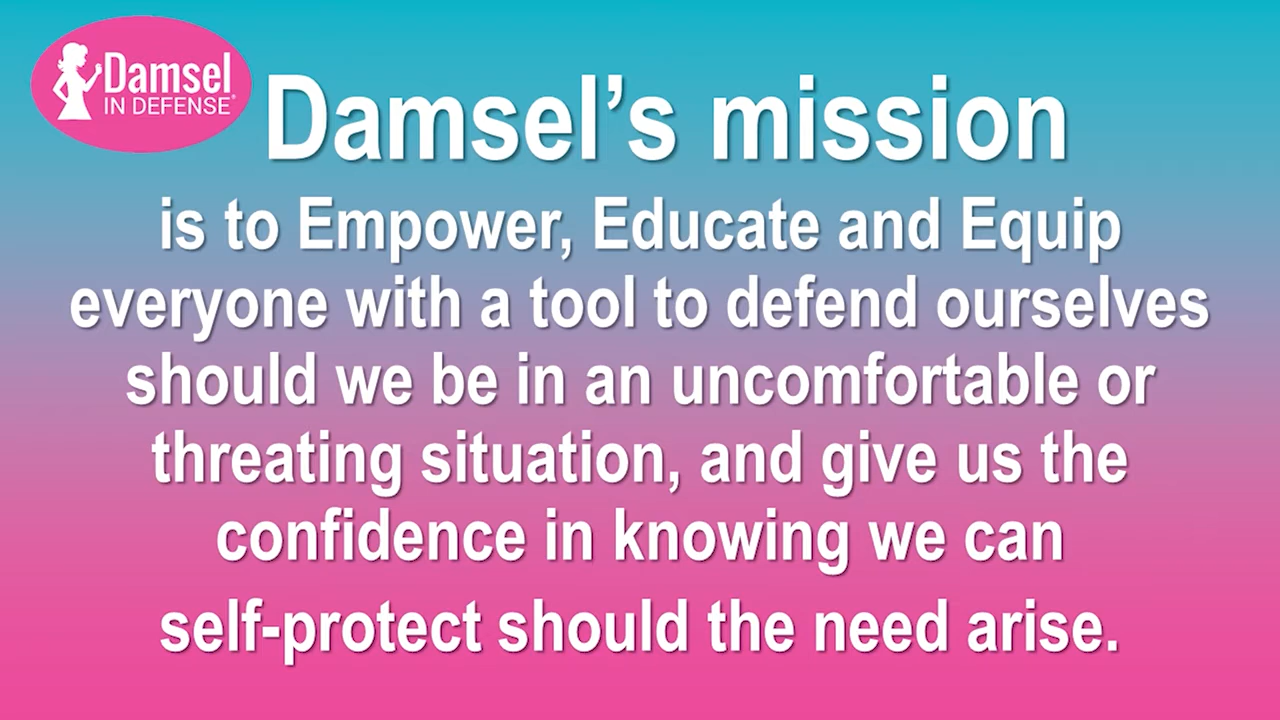 Damsel
IN DEFENSE®
Damsel's mission
is to Empower, Educate and Equip
everyone with a tool to defend ourselves
should we be in an uncomfortable or
threating situation, and give us the
confidence in knowing we can
self-protect should the need arise.